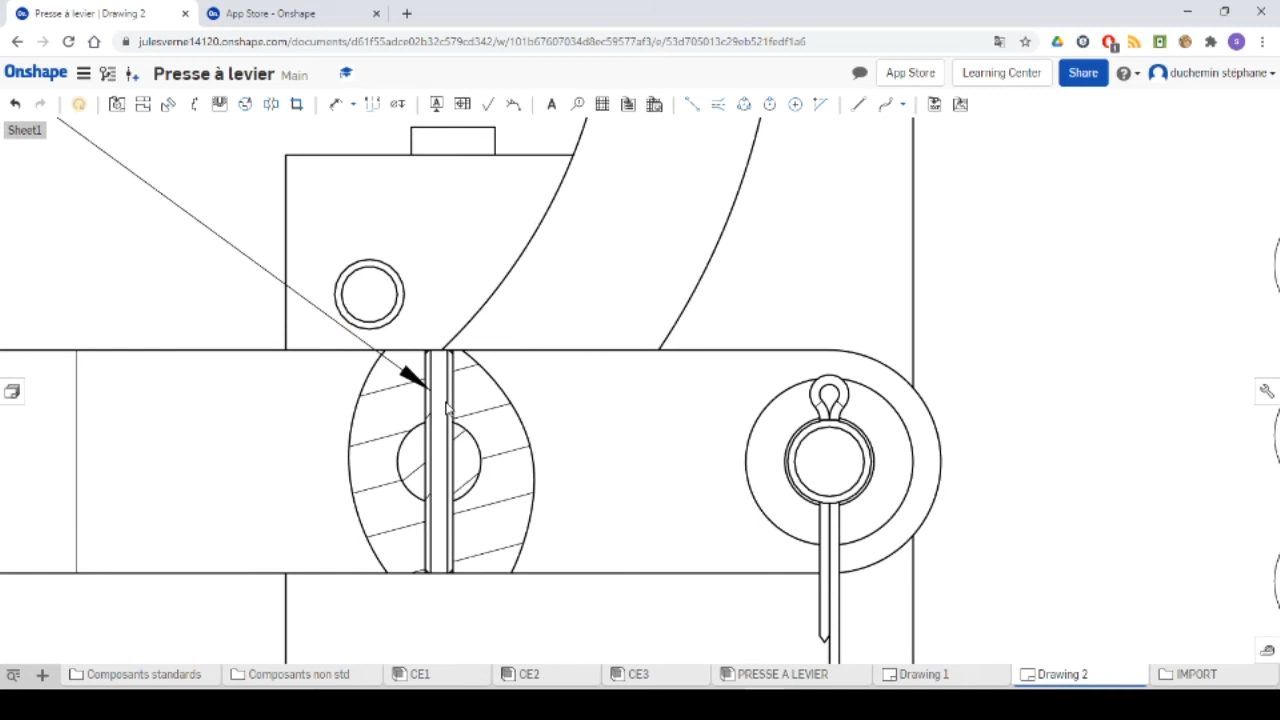 Presse à levier | Drawing 2
App Store - Onshape
julesverne14120.onshape.com/documents/d61f55adce02b32c579cd342/w/101b67607034d8ec59577af3/e/53d705013c29eb521fedf1a6
Onshape
Presse à levier Main
App Store
Learning Center
Share
duchemin stéphane
Sheet1
Composants standards
Composants non std
CE1
CE2
CE3
PRESSE A LEVIER
Drawing 1
Drawing 2
IMPORT